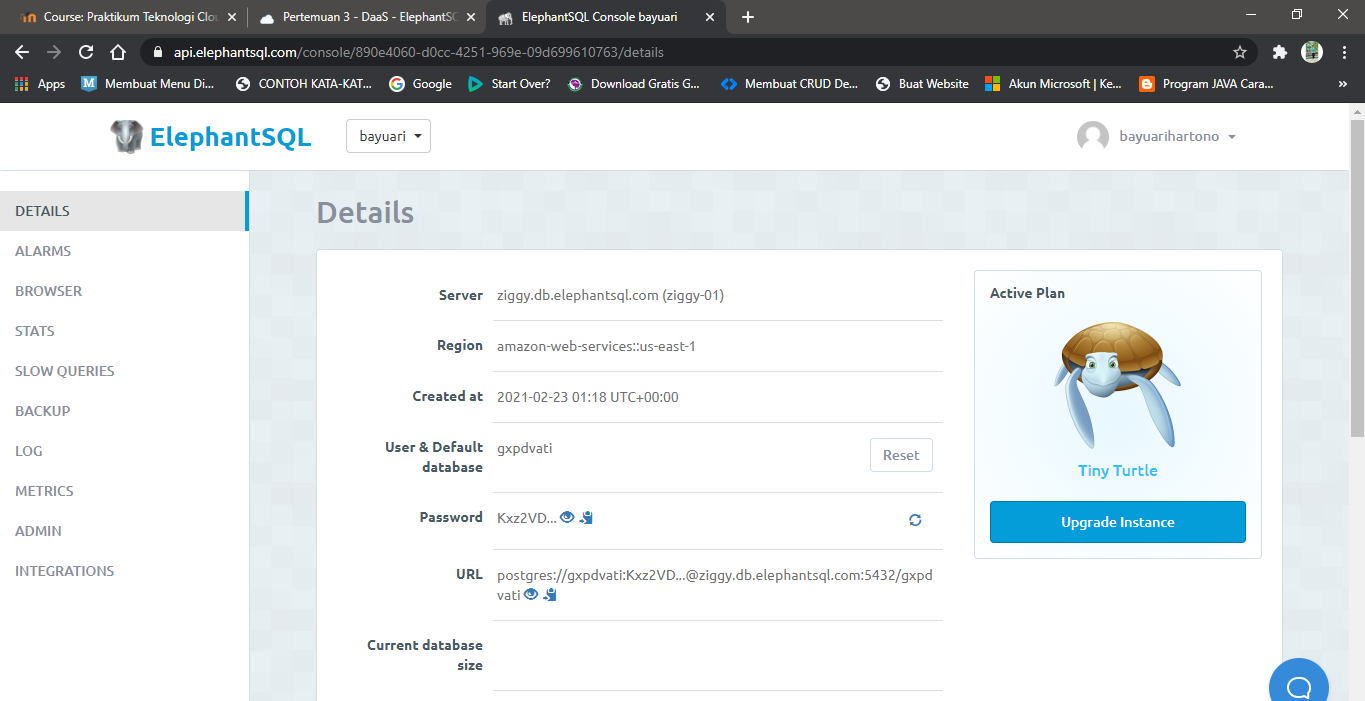 Course: Praktikum Teknologi Clou
Pertemuan 3 - DaaS - ElephantSQ
ElephantSQL Console bayuari
api.elephantsql.com/console/890e4060-d0cc-4251-969e-09d699610763/details
Apps
Membuat Menu Di...
CONTOH KATA-KAT...
Google
Start Over?
Download Gratis G...
Membuat CRUD De...
Buat Website
Akun Microsoft | Ke...
Program JAVA Cara...
»
ElephantSQL
bayuari
bayuarihartono
DETAILS
ALARMS
BROWSER
STATS
SLOW QUERIES
BACKUP
LOG
METRICS
ADMIN
INTEGRATIONS
Details
Server
ziggy.db.elephantsql.com (ziggy-01)
Region
amazon-web-services::us-east-1
Created at
2021-02-23 01:18 UTC+00:00
User & Default
database
gxpdvati
Reset
Password
Kxz2VD...
URL
postgres://gxpdvati:Kxz2VD...@ziggy.db.elephantsql.com:5432/gxpd
vati
Current database
size
Active Plan
Tiny Turtle
Upgrade Instance